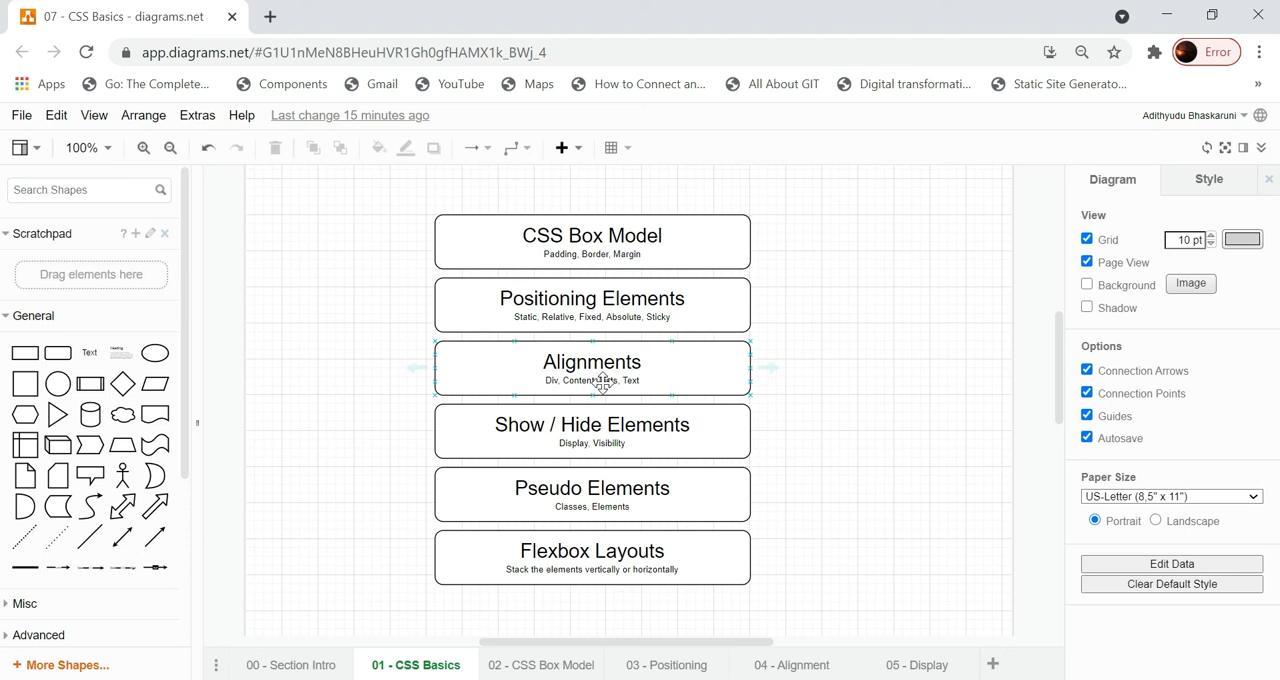 07 - CSS Basics - diagrams.net
app.diagrams.net/#G1U1nMeN8BHeuHVR1Gh0gfHAMX1k_BWj_4
Error
Apps Go: The Complete... Components Gmail YouTube Maps How to Connect an... All About GIT Digital transformati... Static Site Generato... »
File Edit View Arrange Extras Help Last change 15 minutes ago
Adithyudu Bhaskaruni
100%
Search Shapes
Scratchpad
?
Drag elements here
General
Text
Heading
Misc
Advanced
+ More Shapes...
CSS Box Model
Padding, Border, Margin
Positioning Elements
Static, Relative, Fixed, Absolute, Sticky
Alignments
Div, Text
Show / Hide Elements
Display, Visibility
Pseudo Elements
Classes, Elements
Flexbox Layouts
Stack the elements vertically or horizontally
00 - Section Intro 01 - CSS Basics 02 - CSS Box Model 03 - Positioning 04 - Alignment 05 - Display
Diagram Style
View
Grid 10 pt
Page View
Background Image
Shadow
Options
Connection Arrows
Connection Points
Guides
Autosave
Paper Size
US-Letter (8,5" x 11")
Portrait Landscape
Edit Data
Clear Default Style